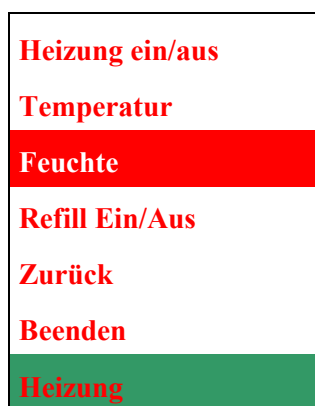 Heizung ein/aus
Temperatur
Feuchte
Refill Ein/Aus
Zurück
Beenden
Heizung